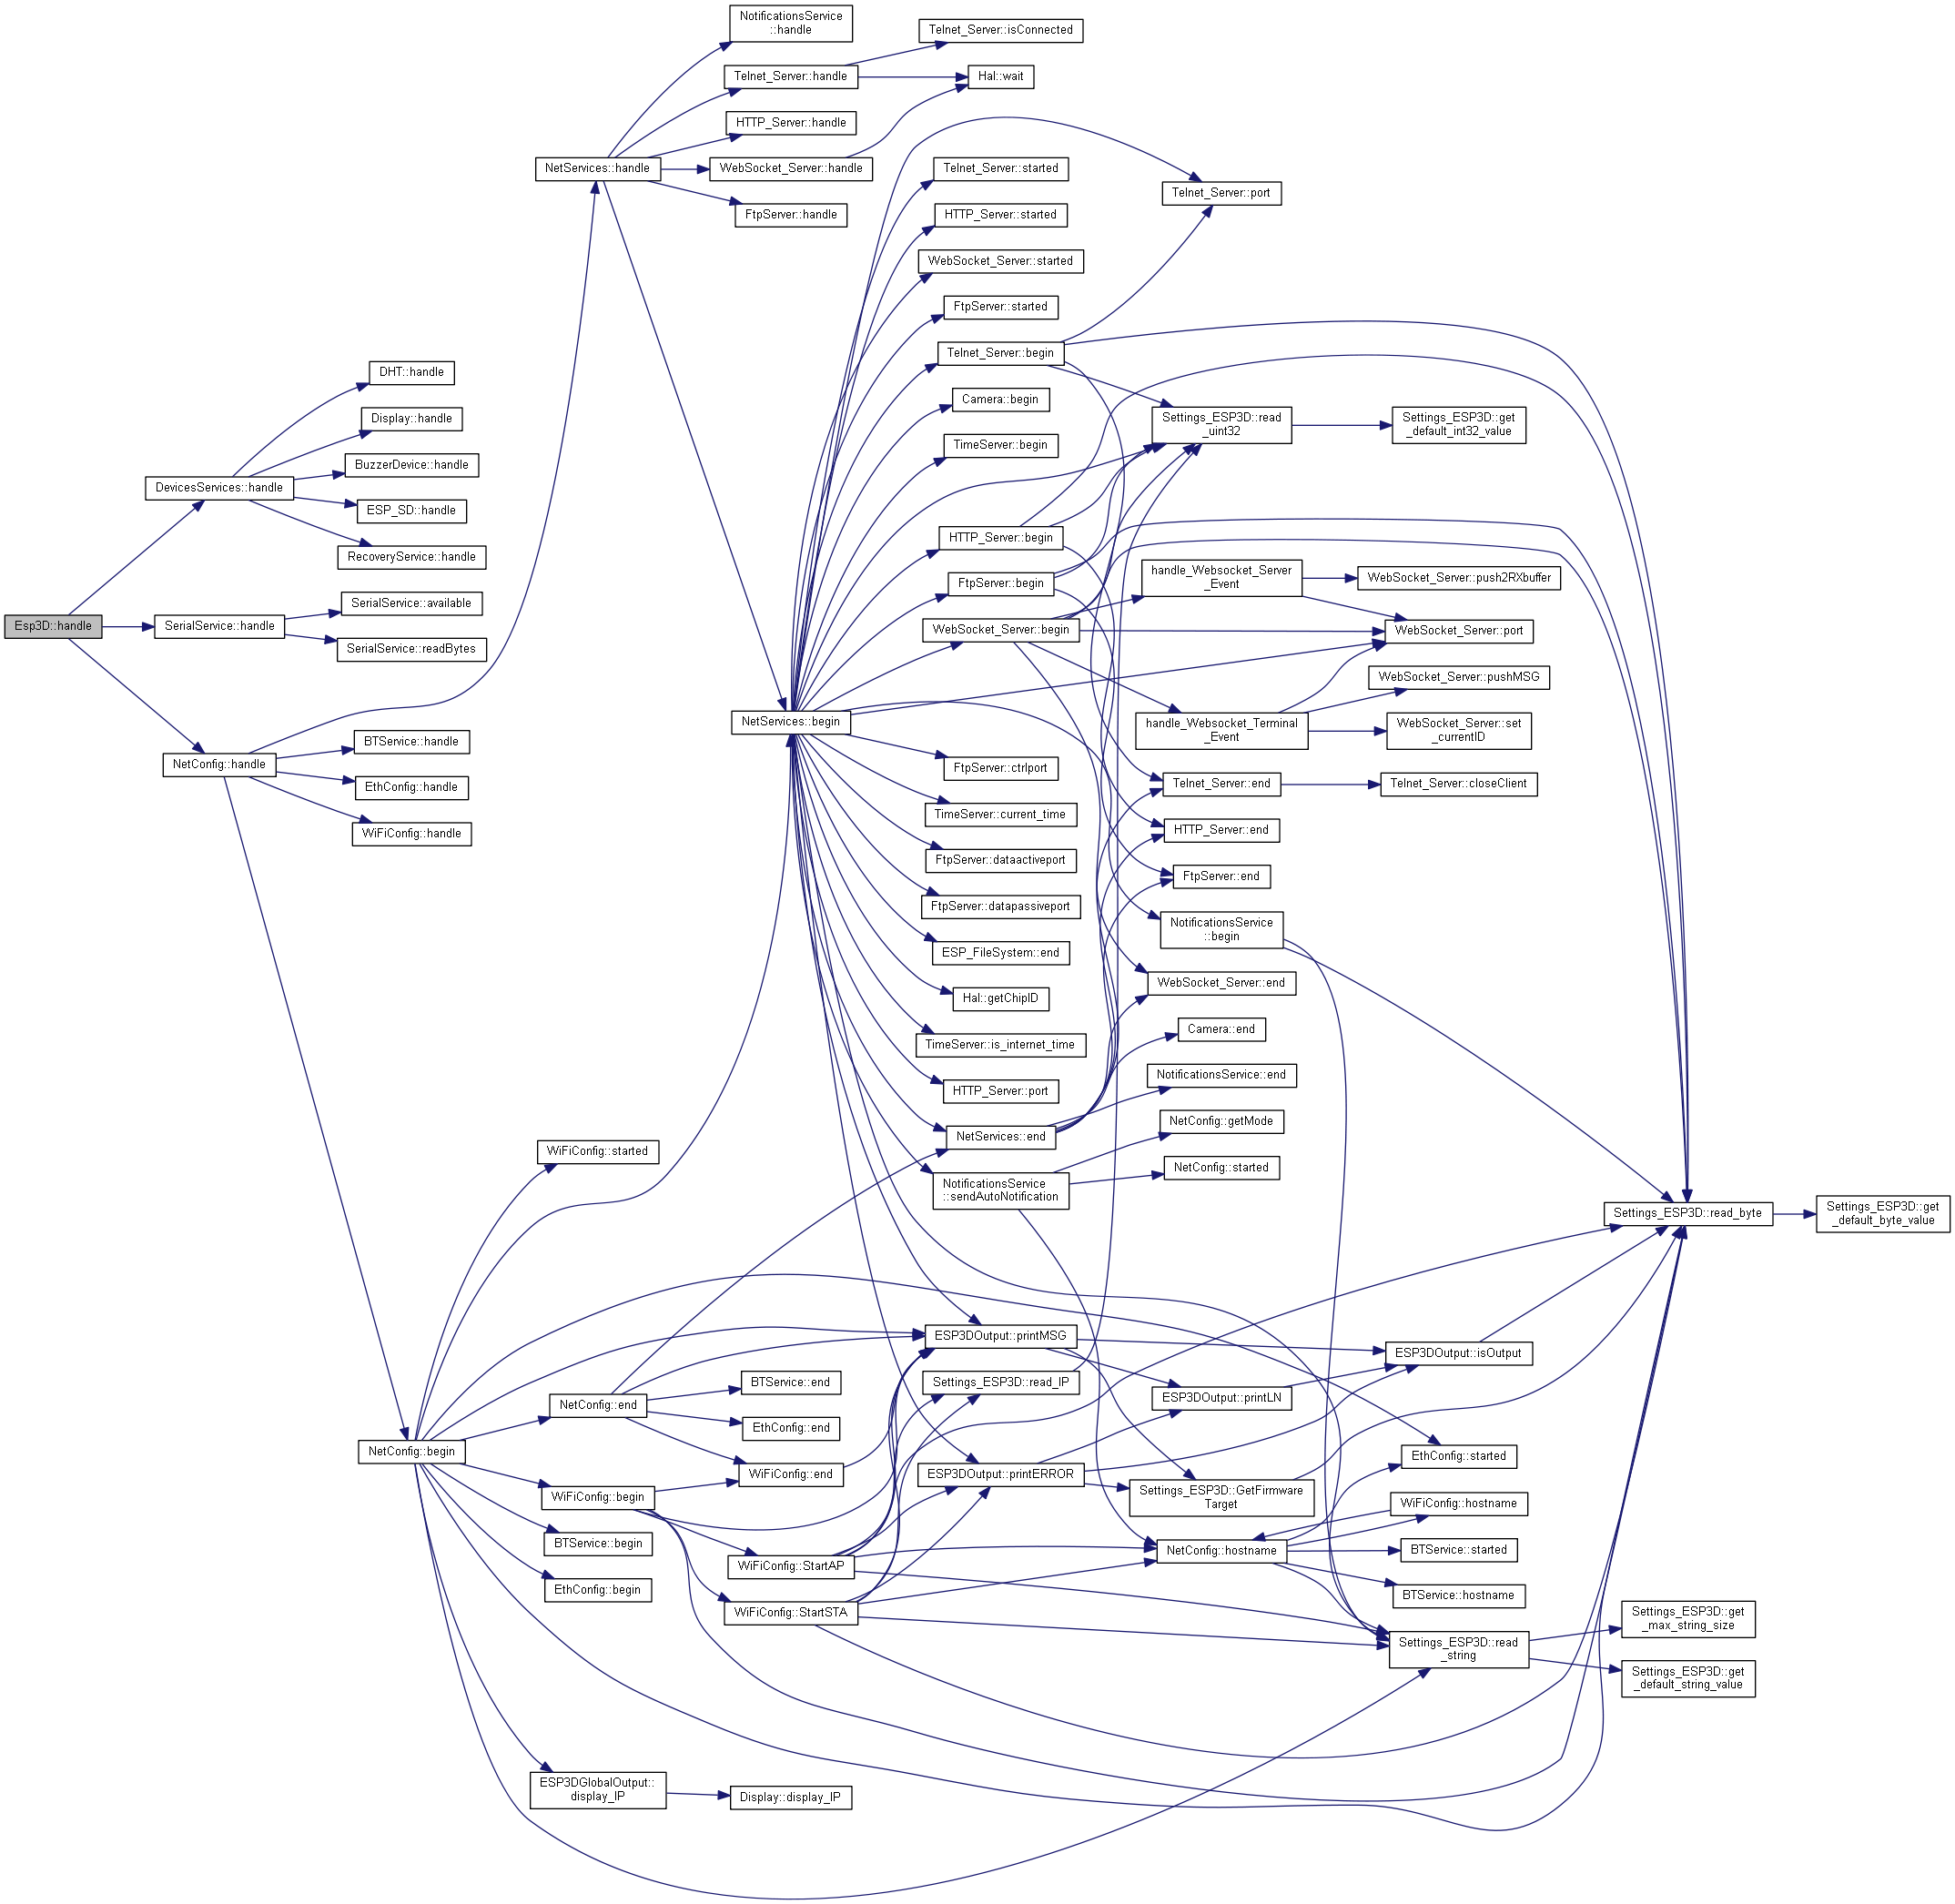 NotificationsService
::handle
Telnet_Server::isConnected
Telnet_Server::handle
Hal::wait
HTTP_Server::handle
NetServices::handle
WebSocket_Server::handle
FtpServer::handle
Telnet_Server::started
Telnet_Server::port
HTTP_Server::started
WebSocket_Server::started
FtpServer::started
Telnet_Server::begin
DHT::handle
Camera::begin
Display::handle
Settings_ESP3D::read
_uint32
Settings_ESP3D::get
_default_int32_value
TimeServer::begin
BuzzerDevice::handle
DevicesServices::handle
ESP_SD::handle
HTTP_Server::begin
RecoveryService::handle
handle_Websocket_Server
_Event
WebSocket_Server::push2RXbuffer
FtpServer::begin
SerialService::available
Esp3D::handle
SerialService::handle
WebSocket_Server::begin
WebSocket_Server::port
SerialService::readBytes
WebSocket_Server::pushMSG
NetServices::begin
handle_Websocket_Terminal
_Event
WebSocket_Server::set
_currentID
BTService::handle
NetConfig::handle
FtpServer::ctrlport
EthConfig::handle
Telnet_Server::end
Telnet_Server::closeClient
TimeServer::current_time
WiFiConfig::handle
HTTP_Server::end
FtpServer::dataactiveport
FtpServer::end
FtpServer::datapassiveport
NotificationsService
::begin
ESP_FileSystem::end
WebSocket_Server::end
Hal::getChipID
Camera::end
TimeServer::is_internet_time
NotificationsService::end
HTTP_Server::port
NetConfig::getMode
NetServices::end
WiFiConfig::started
NetConfig::started
NotificationsService
::sendAutoNotification
Settings_ESP3D::read_byte
Settings_ESP3D::get
_default_byte_value
ESP3DOutput::printMSG
ESP3DOutput::isOutput
BTService::end
Settings_ESP3D::read_IP
ESP3DOutput::printLN
NetConfig::end
EthConfig::end
NetConfig::begin
EthConfig::started
WiFiConfig::end
ESP3DOutput::printERROR
WiFiConfig::begin
Settings_ESP3D::GetFirmware
Target
WiFiConfig::hostname
BTService::begin
NetConfig::hostname
BTService::started
WiFiConfig::StartAP
EthConfig::begin
BTService::hostname
WiFiConfig::StartSTA
Settings_ESP3D::get
_max_string_size
Settings_ESP3D::read
_string
Settings_ESP3D::get
_default_string_value
ESP3DGlobalOutput::
display_IP
Display::display_IP